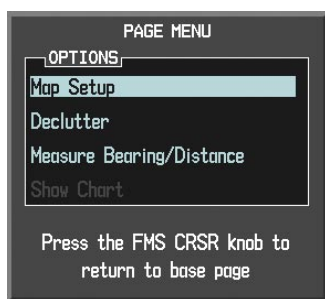 PAGE MENU
OPTIONS
Map Setup
Declutter
Measure Bearing/Distance
Show Chart
Press the FMS CRSR knob to
return to base page